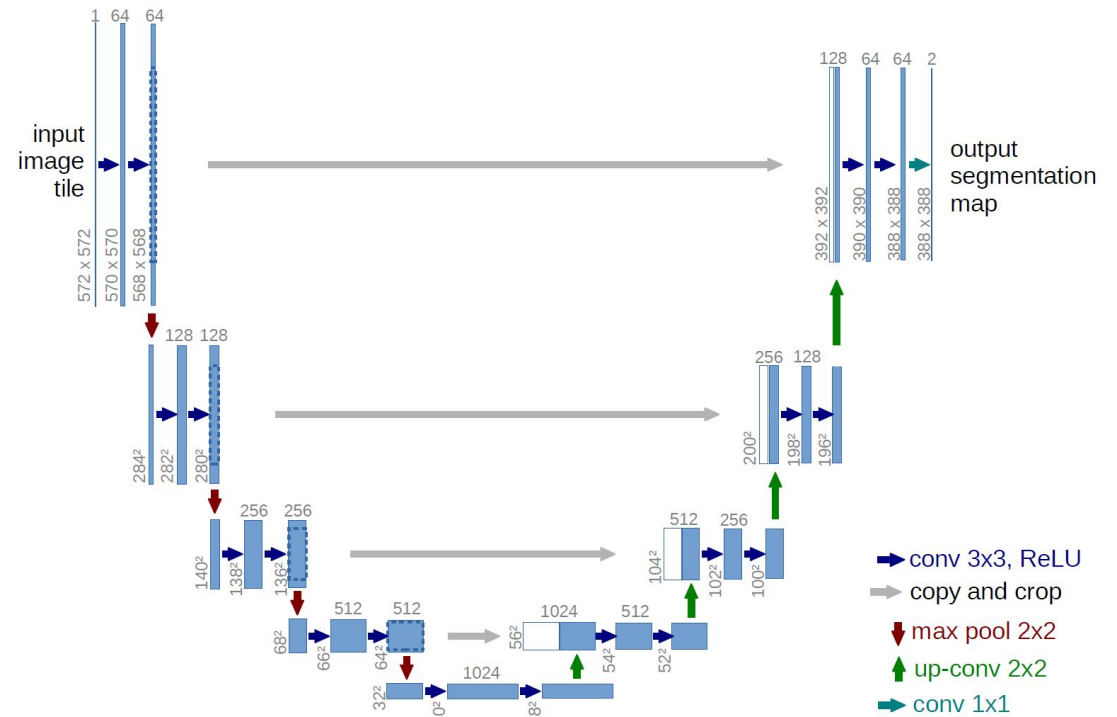 1 64 64
input
image
tile
572 x 572
570 x 570
568 x 568
128 64 64 2
392 x 392
390 x 390
388 x 388
388 x 388
output
segmentation
map
128 128
284²
282²
280²
256 128
200²
198²
196²
256 256
140²
138²
136²
512 256
104²
102²
100²
512 512
68²
66²
64²
1024 512
56²
54²
52²
1024
32²
0²
8²
conv 3x3, ReLU
copy and crop
max pool 2x2
up-conv 2x2
conv 1x1